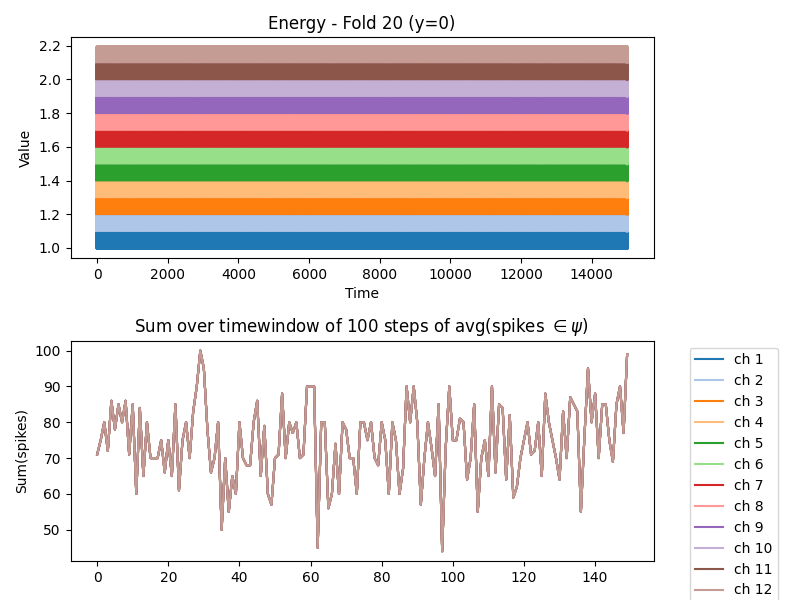 Energy - Fold 20 (y=0)
2.2
2.0
1.8
1.6
1.4
1.2
1.0
Value
0 2000 4000 6000 8000 10000 12000 14000
Time
Sum over timewindow of 100 steps of avg(spikes ∈ ψ)
100
90
80
70
60
50
Sum(spikes)
0 20 40 60 80 100 120 140
ch 1
ch 2
ch 3
ch 4
ch 5
ch 6
ch 7
ch 8
ch 9
ch 10
ch 11
ch 12